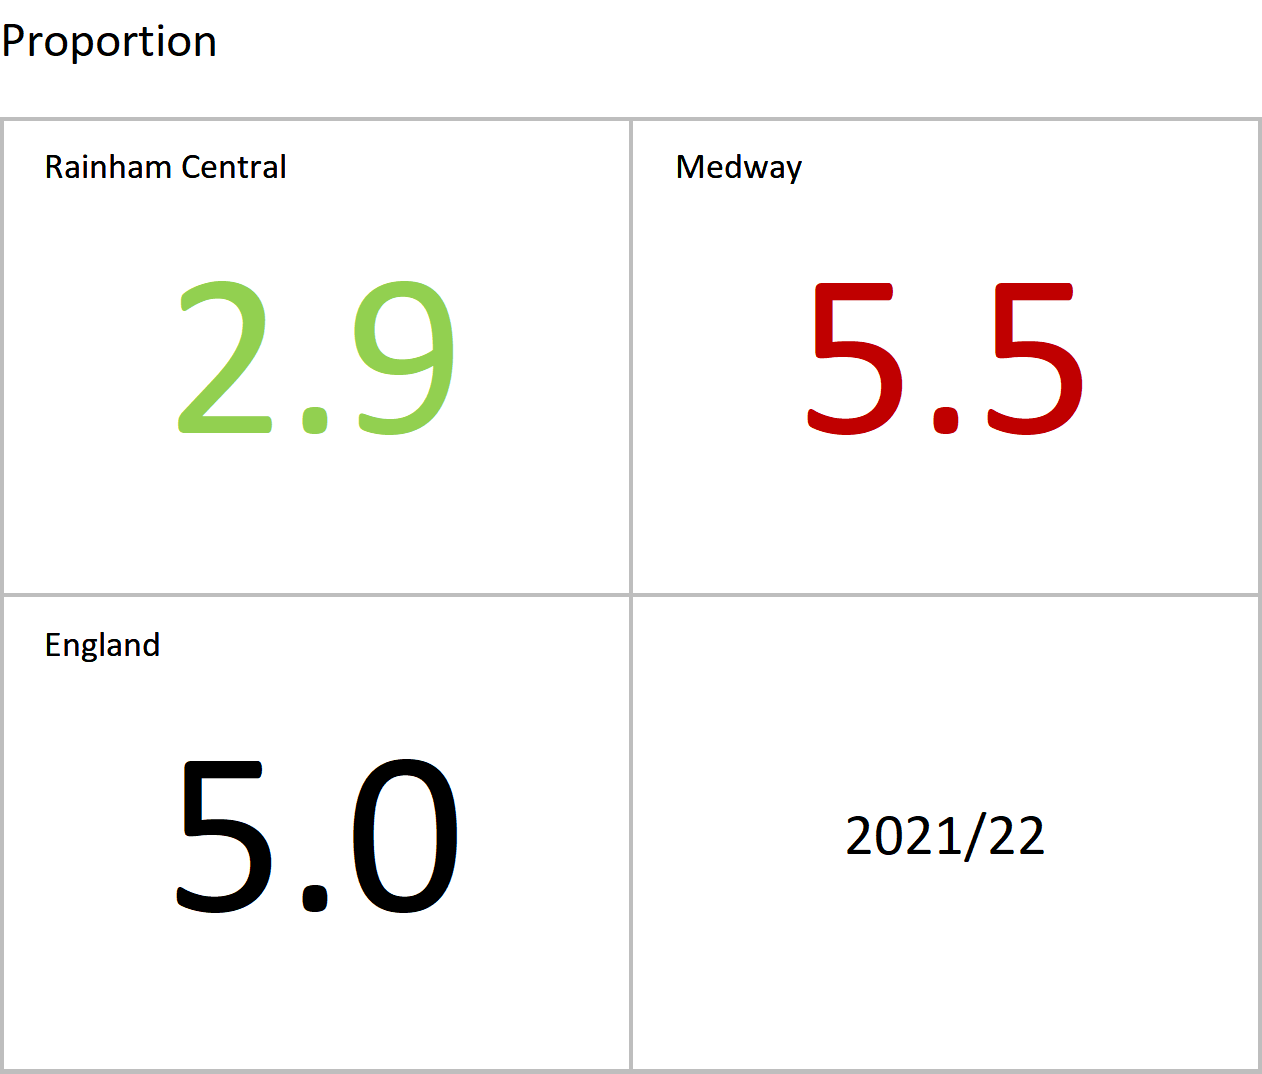 Proportion
Rainham Central
2.9
Medway
5.5
England
5.0
2021/22